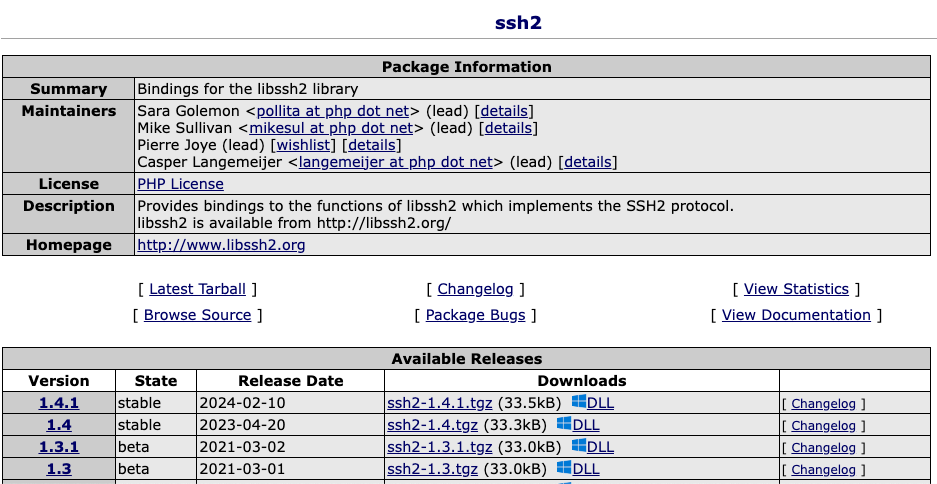 ssh2
Package Information
Summary Bindings for the libssh2 library
Maintainers Sara Golemon <pollita at php dot net> (lead) [details]
Mike Sullivan <mikesul at php dot net> (lead) [details]
Pierre Joye (lead) [wishlist] [details]
Casper Langemeijer <langemeijer at php dot net> (lead) [details]
License PHP License
Description Provides bindings to the functions of libssh2 which implements the SSH2 protocol.
libssh2 is available from http://libssh2.org/
Homepage http://www.libssh2.org
[ Latest Tarball ] [ Changelog ] [ View Statistics ]
[ Browse Source ] [ Package Bugs ] [ View Documentation ]
Available Releases
Version State Release Date Downloads
1.4.1 stable 2024-02-10 ssh2-1.4.1.tgz (33.5kB) DLL [ Changelog ]
1.4 stable 2023-04-20 ssh2-1.4.tgz (33.3kB) DLL [ Changelog ]
1.3.1 beta 2021-03-02 ssh2-1.3.1.tgz (33.0kB) DLL [ Changelog ]
1.3 beta 2021-03-01 ssh2-1.3.tgz (33.0kB) DLL [ Changelog ]